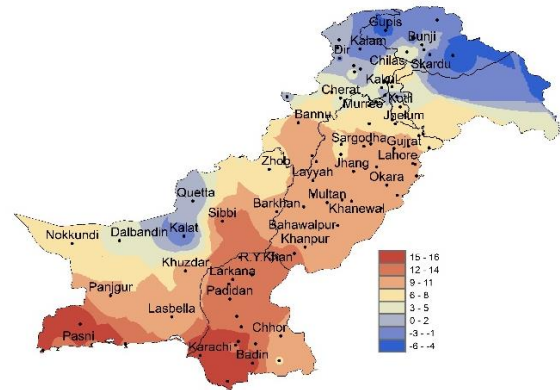 Gupis
Kalam
Bunji
Dir
Chilas
Skardu
Kakul
Cherat
Murree
Kotli
Bannu
Jhelum
Sargodha
Gujrat
Zhob
Jhang
Lahore
Layyah
Okara
Quetta
Multan
Sibbi
Barkhan
Khanewal
Nokkundi
Dalbandin
Kalat
Bahawalpur
Khanpur
Khuzdar
R Y Khan
Larkana
Panjgur
Padidan
Lasbella
Pasni
Chhor
Karachi
Badin
15 - 16
12 - 14
9 - 11
6 - 8
3 - 5
0 - 2
-3 - -1
-6 - -4